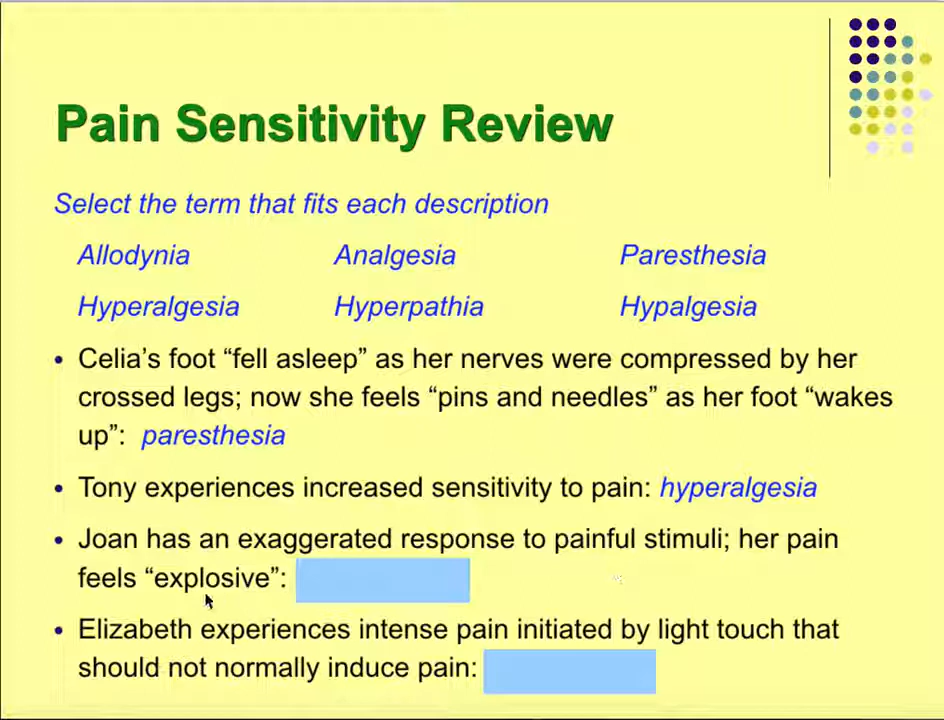 Pain Sensitivity Review
Select the term that fits each description
Allodynia Analgesia Paresthesia
Hyperalgesia Hyperpathia Hypalgesia
• Celia’s foot “fell asleep” as her nerves were compressed by her
crossed legs; now she feels “pins and needles” as her foot “wakes
up”: paresthesia
• Tony experiences increased sensitivity to pain: hyperalgesia
• Joan has an exaggerated response to painful stimuli; her pain
feels “explosive”:
• Elizabeth experiences intense pain initiated by light touch that
should not normally induce pain: